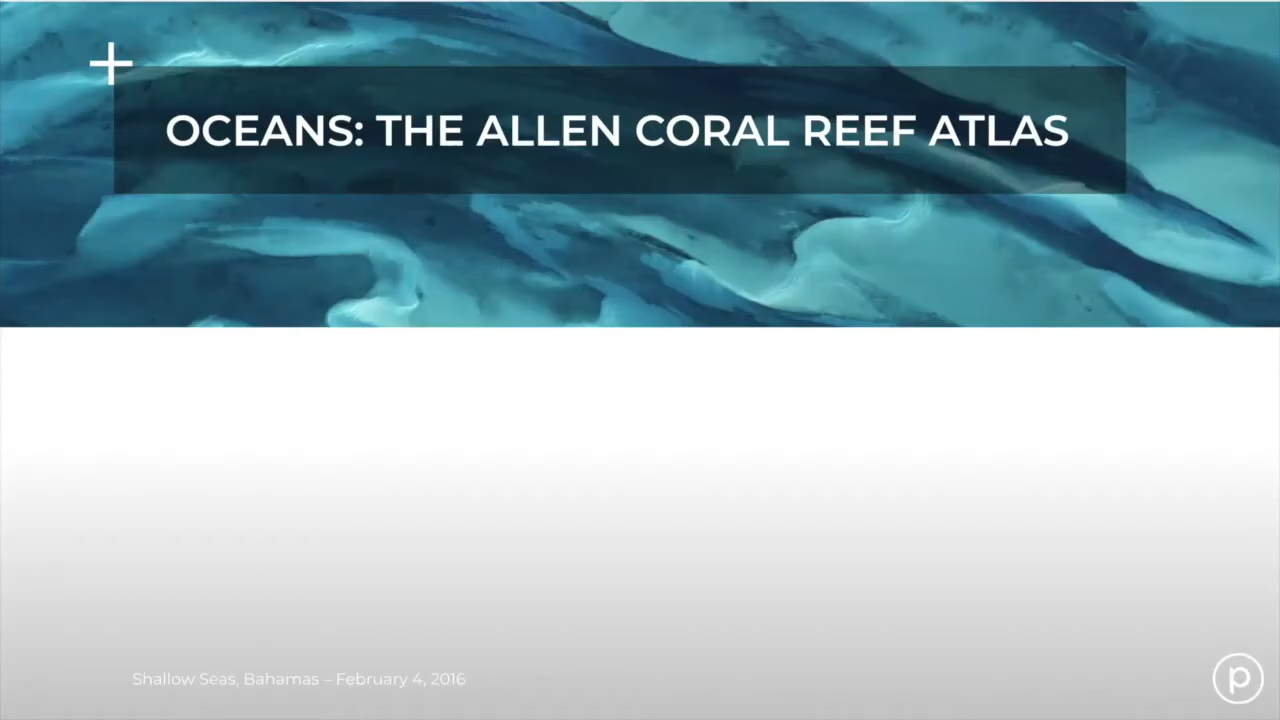 OCEANS: THE ALLEN CORAL REEF ATLAS
Shallow Seas, Bahamas – February 4, 2016
p